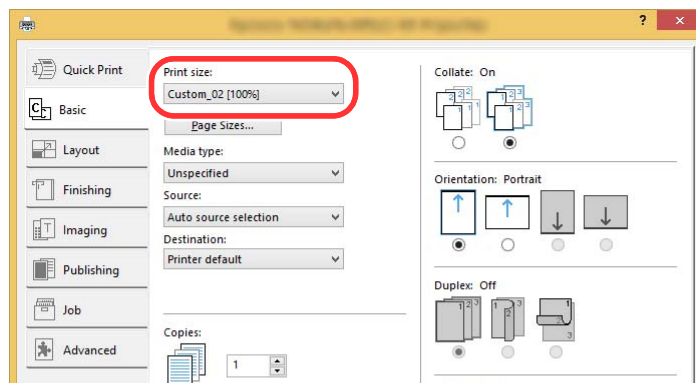 ?
Quick Print
Basic
Layout
Finishing
Imaging
Publishing
Job
Advanced
Print size:
Custom_02 [100%]
Page Sizes...
Media type:
Unspecified
Source:
Auto source selection
Destination:
Printer default
Copies:
1
Collate: On
Orientation: Portrait
Duplex: Off